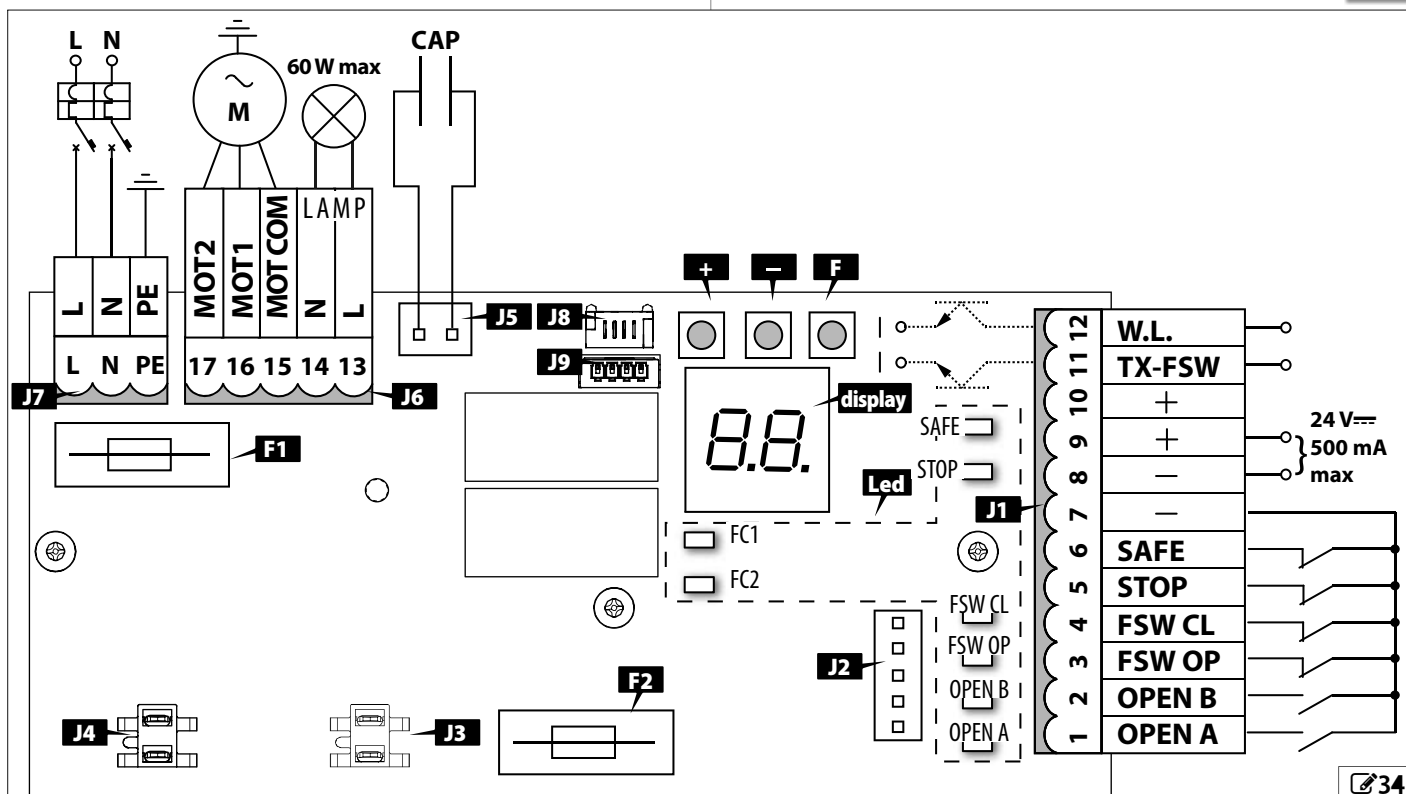 L N
CAP
60 W max
M
MOT2
MOT1
MOT COM
LAMP
N
L
L
N
PE
L N PE
17 16 15 14 13
J7
J6
J5
J8
J9
+
−
F
display
8.8.
F1
SAFE
STOP
Led
FC1
FC2
FSW CL
FSW OP
OPEN B
OPEN A
J1
J2
F2
J4
J3
12 W.L.
11 TX-FSW
10 +
9 +
8 −
7 −
6 SAFE
5 STOP
4 FSW CL
3 FSW OP
2 OPEN B
1 OPEN A
24 V⎓
500 mA
max
34